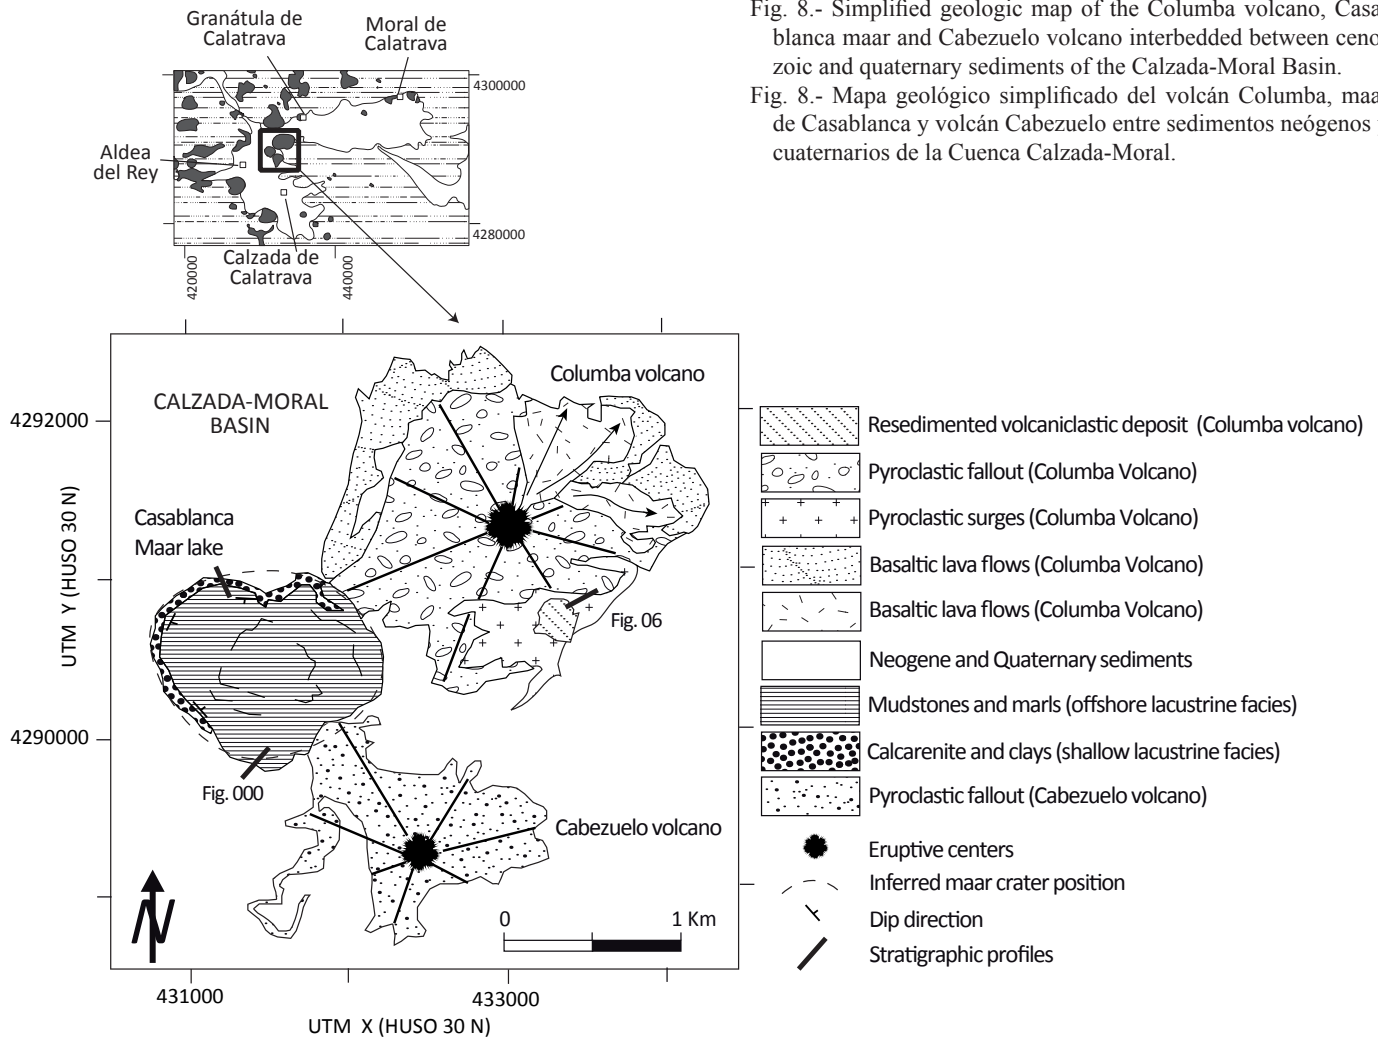 Granátula de
Calatrava
Moral de
Calatrava
4300000
Aldea
del Rey
4280000
Calzada de
Calatrava
420000
440000
Fig. 8.- Simplified geologic map of the Columba volcano, Casa
blanca maar and Cabezuelo volcano interbedded between ceno
zoic and quaternary sediments of the Calzada-Moral Basin.
Fig. 8.- Mapa geológico simplificado del volcán Columba, maa
de Casablanca y volcán Cabezuelo entre sedimentos neógenos
cuaternarios de la Cuenca Calzada-Moral.
Columba volcano
CALZADA-MORAL
BASIN
4292000
UTM Y (HUSO 30 N)
Casablanca
Maar lake
Fig. 06
4290000
Fig. 000
Cabezuelo volcano
N
0 1 Km
431000 433000
UTM X (HUSO 30 N)
Resedimented volcaniclastic deposit (Columba volcano)
Pyroclastic fallout (Columba Volcano)
Pyroclastic surges (Columba Volcano)
Basaltic lava flows (Columba Volcano)
Basaltic lava flows (Columba Volcano)
Neogene and Quaternary sediments
Mudstones and marls (offshore lacustrine facies)
Calcarenite and clays (shallow lacustrine facies)
Pyroclastic fallout (Cabezuelo volcano)
Eruptive centers
Inferred maar crater position
Dip direction
Stratigraphic profiles